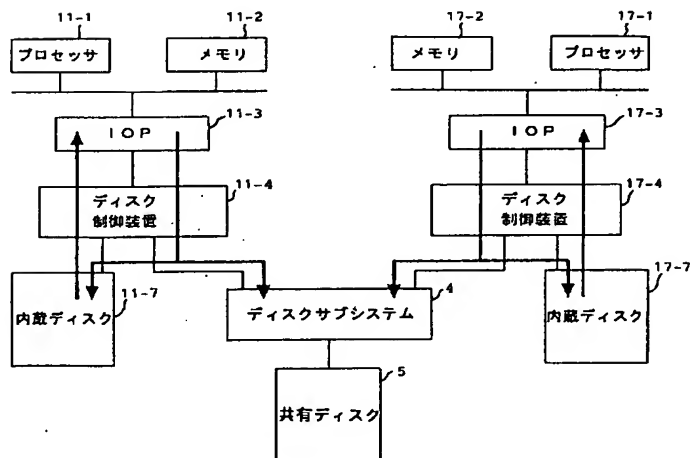 11-1
11-2
17-2
17-1
プロセッサ
メモリ
メモリ
プロセッサ
11-3
17-3
IOP
IOP
11-4
17-4
ディスク
制御装置
ディスク
制御装置
11-7
4
17-7
内蔵ディスク
ディスクサブシステム
内蔵ディスク
5
共有ディスク